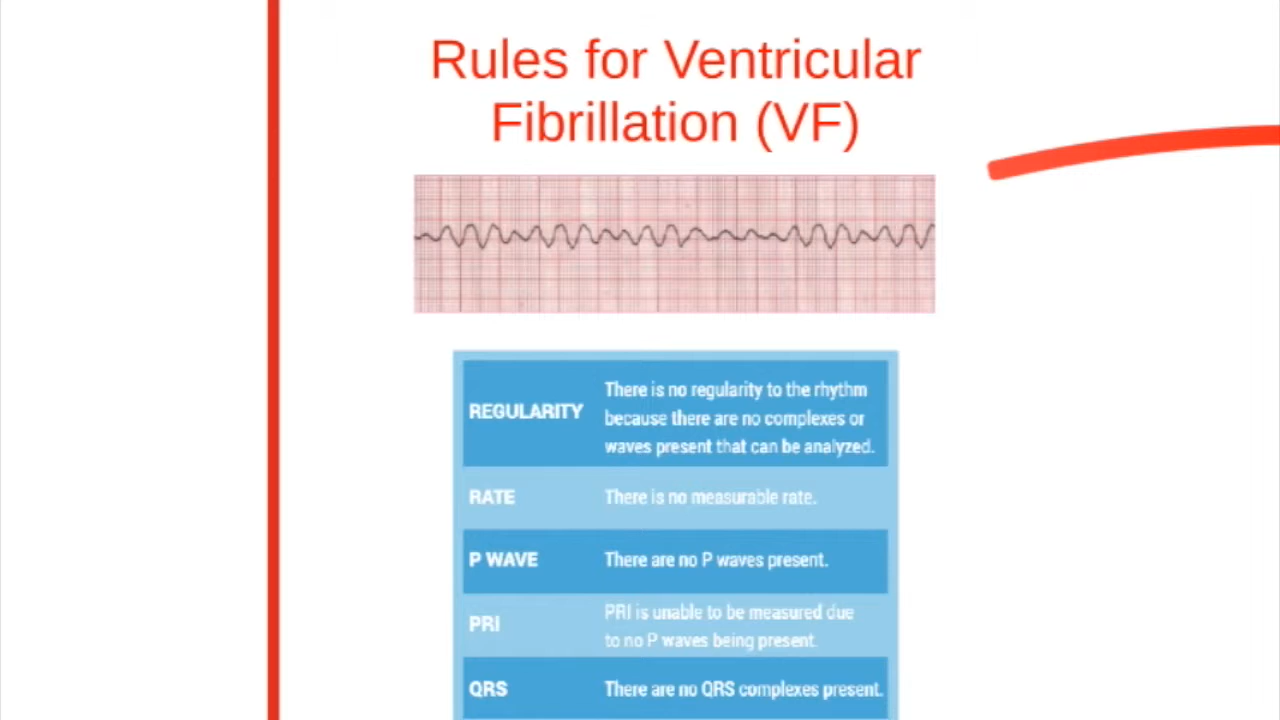 Rules for Ventricular
Fibrillation (VF)
REGULARITY
There is no regularity to the rhythm
because there are no complexes or
waves present that can be analyzed.
RATE
There is no measurable rate.
P WAVE
There are no P waves present.
PRI
PRI is unable to be measured due
to no P waves being present.
QRS
There are no QRS complexes present.